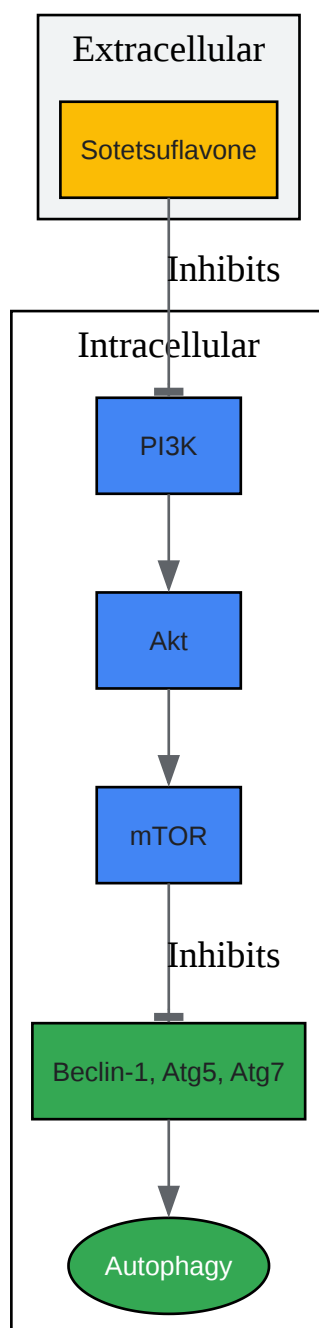 Extracellular
Sotetsuflavone
Inhibits
Intracellular
PI3K
Akt
mTOR
Inhibits
Beclin-1, Atg5, Atg7
Autophagy